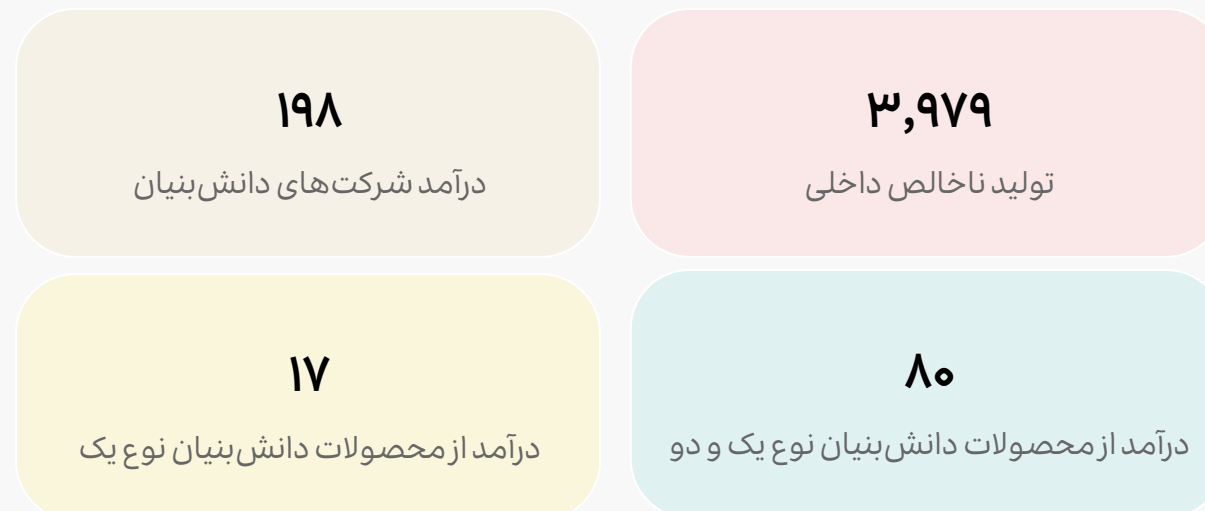 ۳,۹۷۹
تولید ناخالص داخلی
۱۹۸
درآمد شرکت‌های دانش‌بنیان
۸۰
درآمد از محصولات دانش‌بنیان نوع یک و دو
۱۷
درآمد از محصولات دانش‌بنیان نوع یک